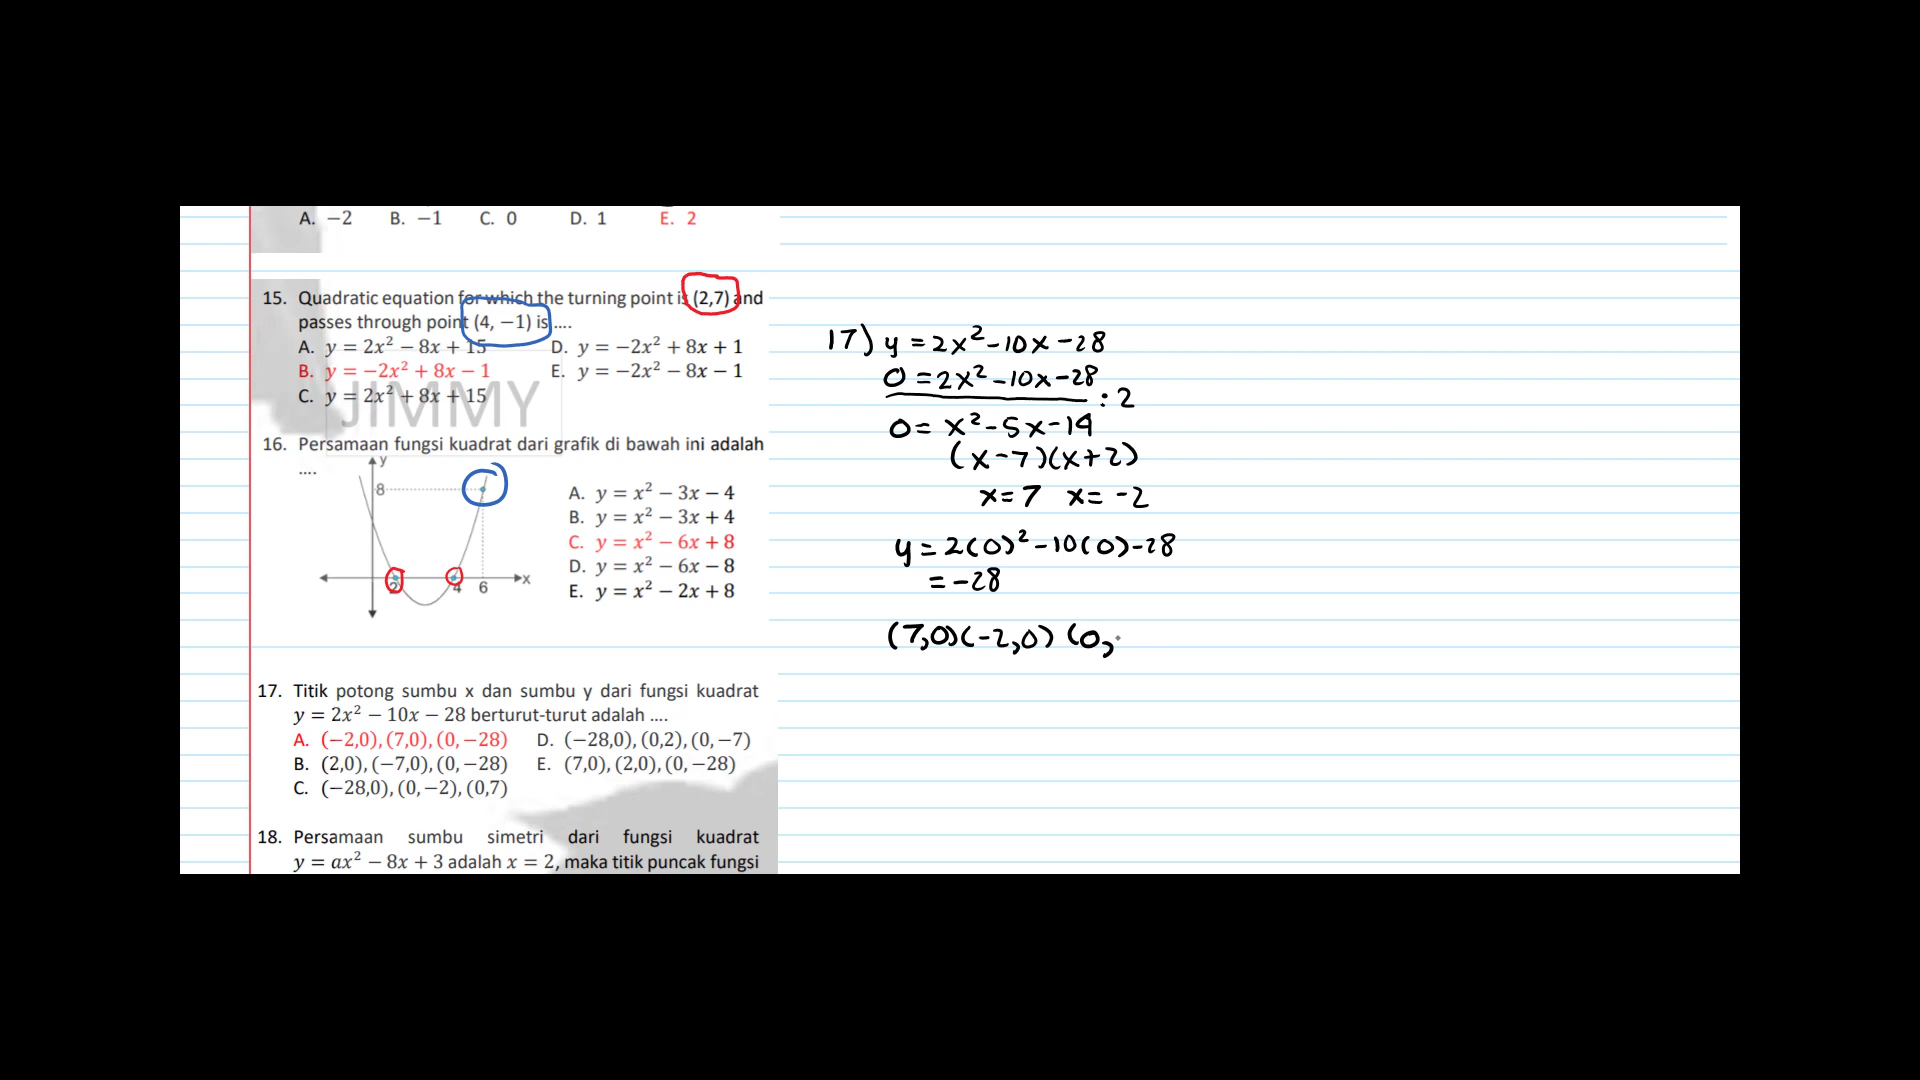 A. −2 B. −1 C. 0 D. 1 E. 2
15. Quadratic equation for which the turning point is (2,7) and
passes through point (4, −1) is ....
A. y = 2x² − 8x + 15 D. y = −2x² + 8x + 1
B. y = −2x² + 8x − 1 E. y = −2x² − 8x − 1
C. y = 2x² + 8x + 15
JIMMY
16. Persamaan fungsi kuadrat dari grafik di bawah ini adalah
....
y
8
2 4 6 x
A. y = x² − 3x − 4
B. y = x² − 3x + 4
C. y = x² − 6x + 8
D. y = x² − 6x − 8
E. y = x² − 2x + 8
17. Titik potong sumbu x dan sumbu y dari fungsi kuadrat
y = 2x² − 10x − 28 berturut-turut adalah ....
A. (−2,0), (7,0), (0, −28) D. (−28,0), (0,2), (0, −7)
B. (2,0), (−7,0), (0, −28) E. (7,0), (2,0), (0, −28)
C. (−28,0), (0, −2), (0,7)
18. Persamaan sumbu simetri dari fungsi kuadrat
y = ax² − 8x + 3 adalah x = 2, maka titik puncak fungsi
17) y = 2x² - 10x - 28
0 = 2x² - 10x - 28
: 2
0 = x² - 5x - 14
(x - 7)(x + 2)
x = 7 x = -2
y = 2(0)² - 10(0) - 28
= -28
(7,0)(-2,0) (0,